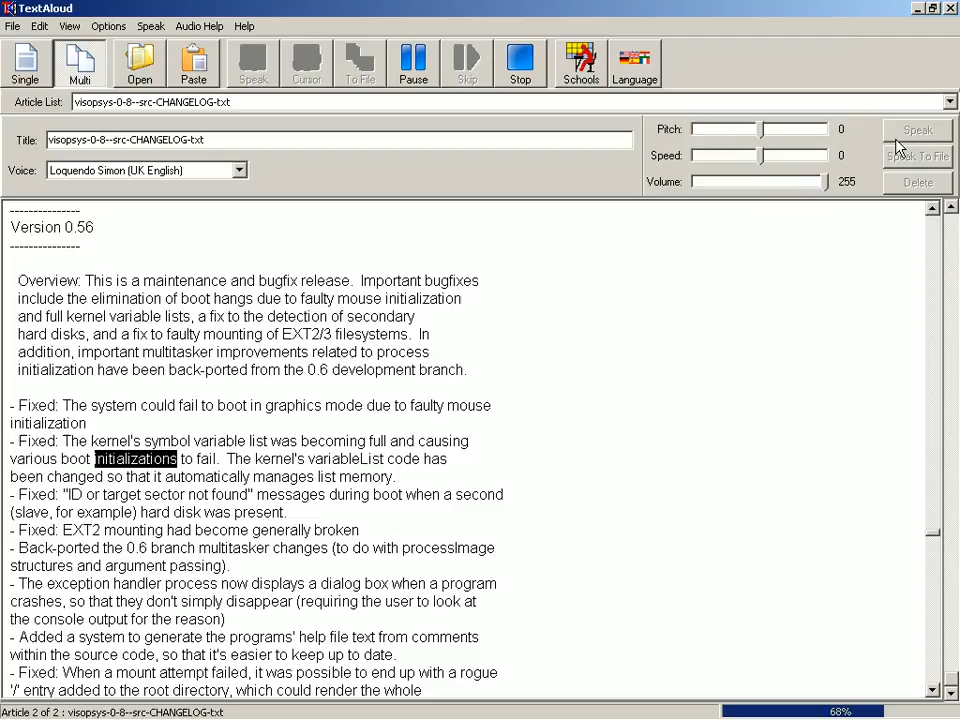 TextAloud
File Edit View Options Speak Audio Help Help
Single Multi Open Paste Speak Cursor To File Pause Skip Stop Schools Language
Article List: visopsys-0-8--src-CHANGELOG-txt
Title: visopsys-0-8--src-CHANGELOG-txt
Voice: Loquendo Simon (UK English)
Pitch: 0 Speak
Speed: 0 Speak To File
Volume: 255 Delete
---------------
Version 0.56
---------------
Overview: This is a maintenance and bugfix release.  Important bugfixes
include the elimination of boot hangs due to faulty mouse initialization
and full kernel variable lists, a fix to the detection of secondary
hard disks, and a fix to faulty mounting of EXT2/3 filesystems.  In
addition, important multitasker improvements related to process
initialization have been back-ported from the 0.6 development branch.
- Fixed: The system could fail to boot in graphics mode due to faulty mouse
initialization
- Fixed: The kernel's symbol variable list was becoming full and causing
various boot initializations to fail.  The kernel's variableList code has
been changed so that it automatically manages list memory.
- Fixed: "ID or target sector not found" messages during boot when a second
(slave, for example) hard disk was present.
- Fixed: EXT2 mounting had become generally broken
- Back-ported the 0.6 branch multitasker changes (to do with processImage
structures and argument passing).
- The exception handler process now displays a dialog box when a program
crashes, so that they don't simply disappear (requiring the user to look at
the console output for the reason)
- Added a system to generate the programs' help file text from comments
within the source code, so that it's easier to keep up to date.
- Fixed: When a mount attempt failed, it was possible to end up with a rogue
'/' entry added to the root directory, which could render the whole
Article 2 of 2 : visopsys-0-8--src-CHANGELOG-txt 68%